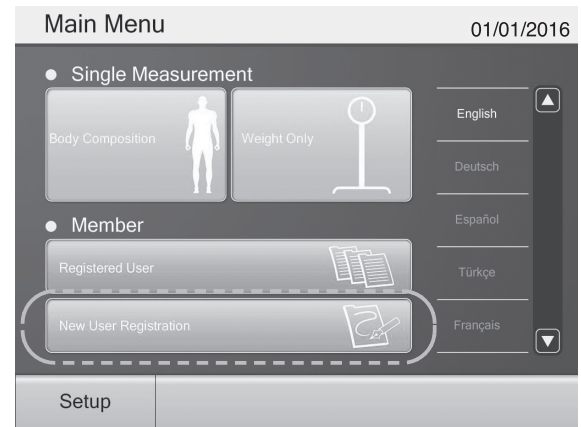 Main Menu
01/01/2016
Single Measurement
Body Composition
Weight Only
Member
Registered User
New User Registration
English
Deutsch
Español
Türkçe
Français
Setup